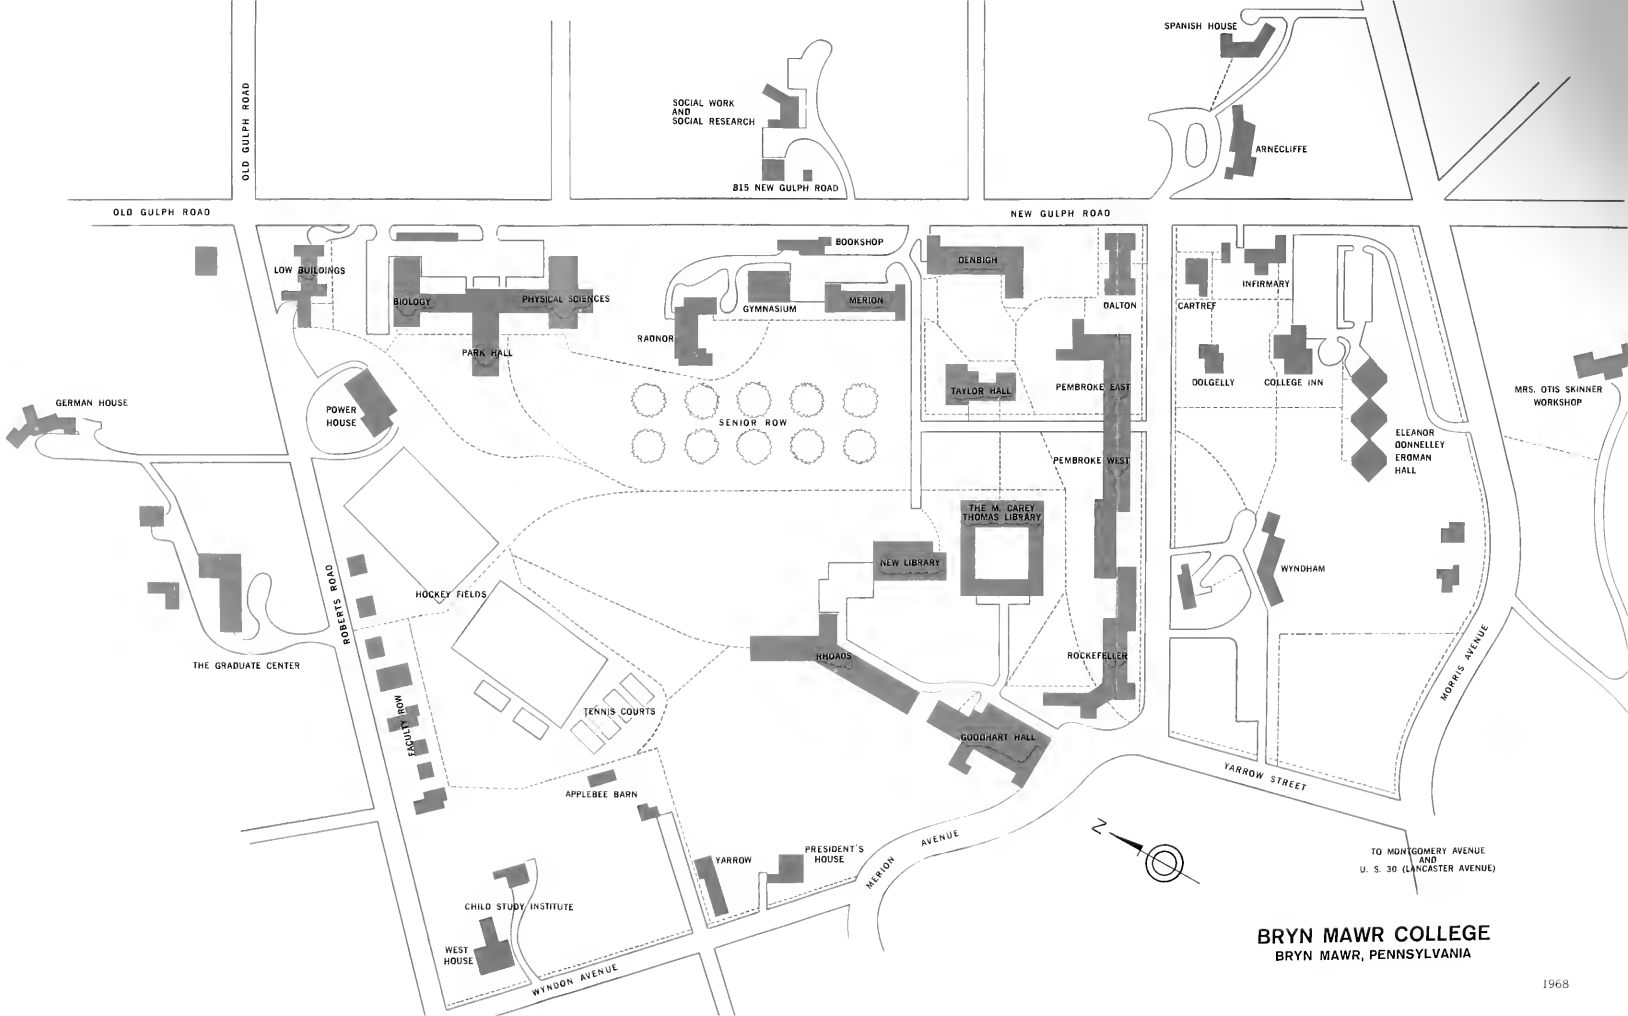 SPANISH HOUSE
OLD GULPH ROAD
SOCIAL WORK
AND
SOCIAL RESEARCH
ARNECLIFFE
815 NEW GULPH ROAD
OLD GULPH ROAD
NEW GULPH ROAD
BOOKSHOP
LOW BUILDINGS
DENBIGH
INFIRMARY
BIOLOGY
PHYSICAL SCIENCES
GYMNASIUM
MERION
DALTON
CARTREF
RADNOR
PARK HALL
DOLGELLY
COLLEGE INN
PEMBROKE EAST
TAYLOR HALL
MRS. OTIS SKINNER
WORKSHOP
GERMAN HOUSE
POWER
HOUSE
SENIOR ROW
ELEANOR
DONNELLEY
ERDMAN
HALL
PEMBROKE WEST
THE M. CAREY
THOMAS LIBRARY
NEW LIBRARY
WYNDHAM
HOCKEY FIELDS
ROBERTS ROAD
RHOADS
ROCKEFELLER
THE GRADUATE CENTER
MORRIS AVENUE
FACULTY ROW
TENNIS COURTS
GOODHART HALL
YARROW STREET
APPLEBEE BARN
MERION AVENUE
N
YARROW
PRESIDENT'S
HOUSE
TO MONTGOMERY AVENUE
AND
U. S. 30 (LANCASTER AVENUE)
CHILD STUDY INSTITUTE
WEST
HOUSE
WYNDON AVENUE
BRYN MAWR COLLEGE
BRYN MAWR, PENNSYLVANIA
1968